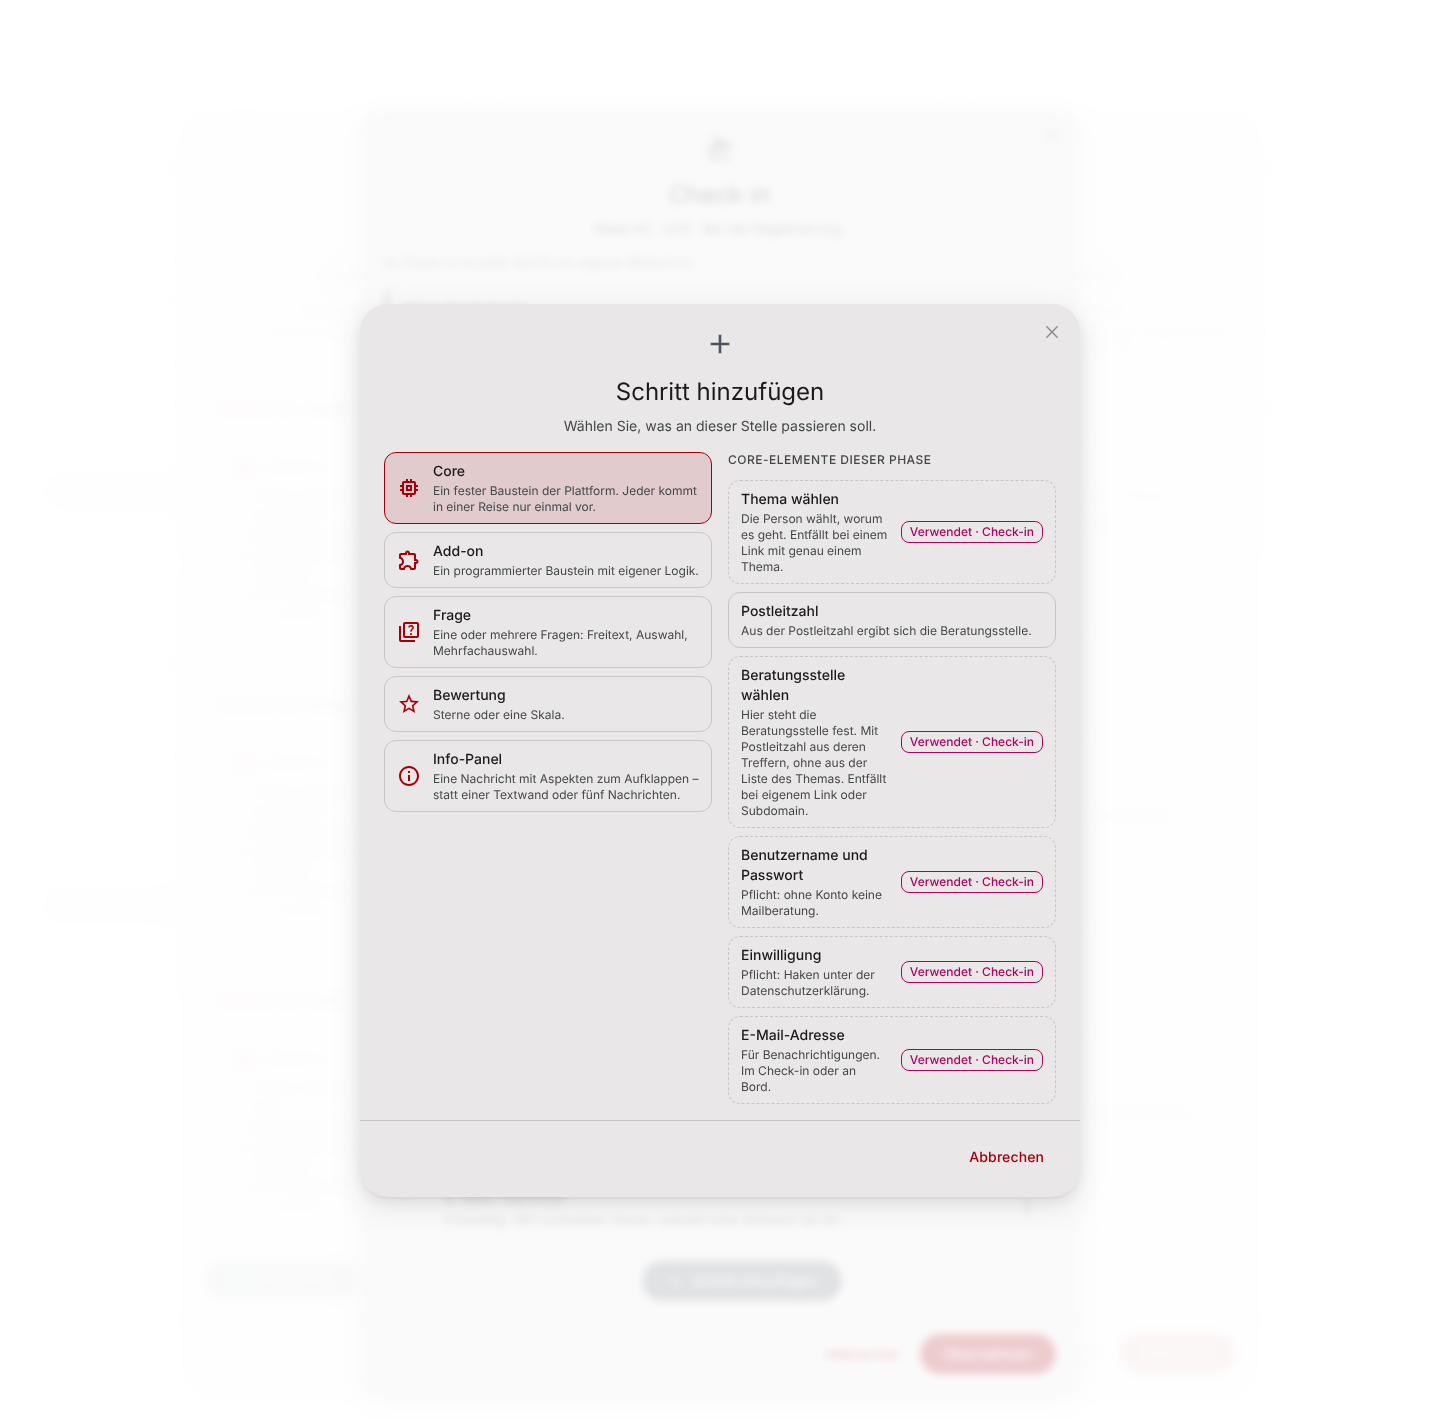 Check-in
Schritt hinzufügen
Wählen Sie, was an dieser Stelle passieren soll.
Core
Ein fester Baustein der Plattform. Jeder kommt
in einer Reise nur einmal vor.
Add-on
Ein programmierter Baustein mit eigener Logik.
Frage
Eine oder mehrere Fragen: Freitext, Auswahl,
Mehrfachauswahl.
Bewertung
Sterne oder eine Skala.
Info-Panel
Eine Nachricht mit Aspekten zum Aufklappen –
statt einer Textwand oder fünf Nachrichten.
CORE-ELEMENTE DIESER PHASE
Thema wählen
Die Person wählt, worum
es geht. Entfällt bei einem
Link mit genau einem
Thema.
Verwendet · Check-in
Postleitzahl
Aus der Postleitzahl ergibt sich die Beratungsstelle.
Beratungsstelle
wählen
Hier steht die
Beratungsstelle fest. Mit
Postleitzahl aus deren
Treffern, ohne aus der
Liste des Themas. Entfällt
bei eigenem Link oder
Subdomain.
Verwendet · Check-in
Benutzername und
Passwort
Pflicht: ohne Konto keine
Mailberatung.
Verwendet · Check-in
Einwilligung
Pflicht: Haken unter der
Datenschutzerklärung.
Verwendet · Check-in
E-Mail-Adresse
Für Benachrichtigungen.
Im Check-in oder an
Bord.
Verwendet · Check-in
Abbrechen